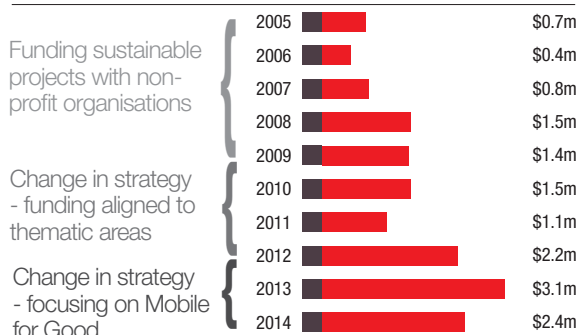 Funding sustainable
projects with non-
profit organisations
Change in strategy
- funding aligned to
thematic areas
Change in strategy
- focusing on Mobile
for Good
2005 $0.7m
2006 $0.4m
2007 $0.8m
2008 $1.5m
2009 $1.4m
2010 $1.5m
2011 $1.1m
2012 $2.2m
2013 $3.1m
2014 $2.4m